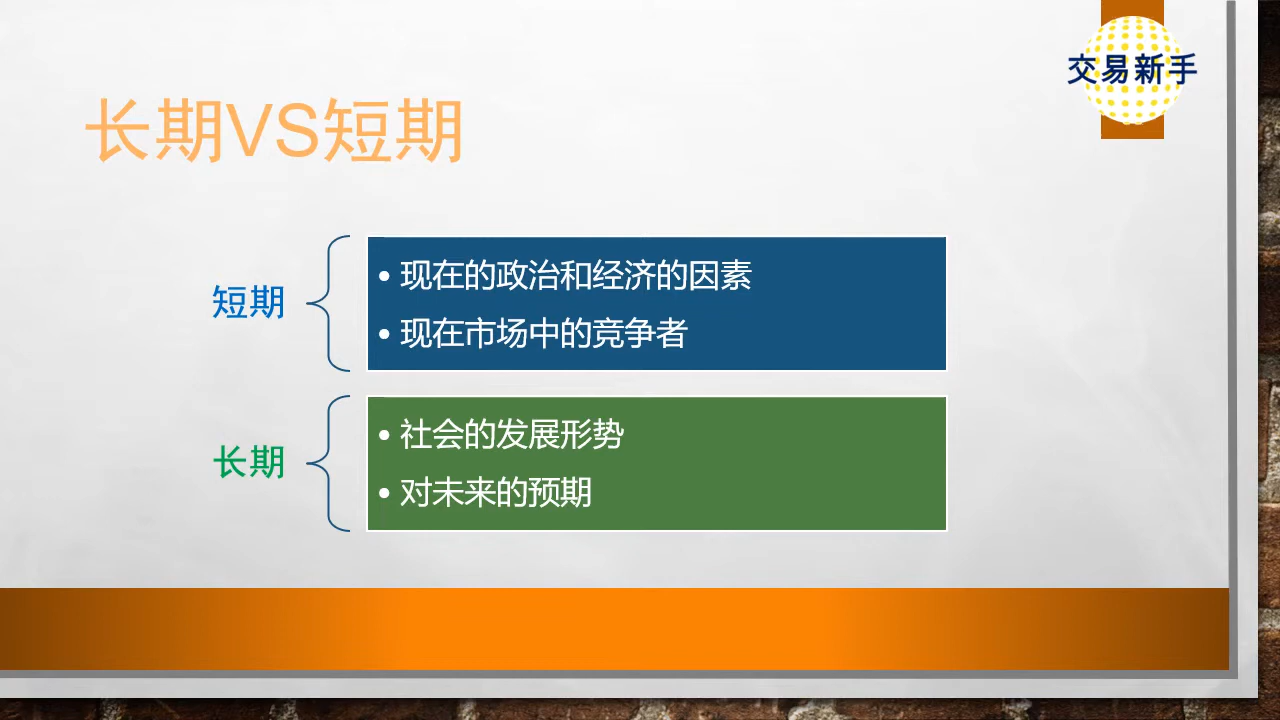 交易新手
长期VS短期
短期
• 现在的政治和经济的因素
• 现在市场中的竞争者
长期
• 社会的发展形势
• 对未来的预期